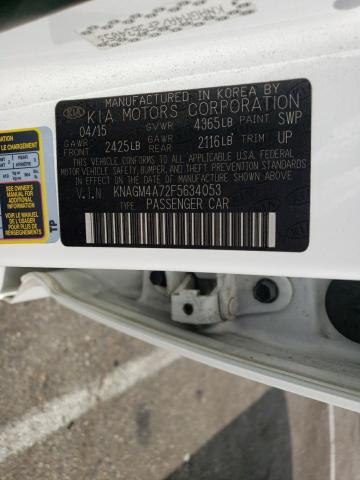 MANUFACTURED IN KOREA BY
KIA KIA MOTORS CORPORATION
04/15 GVWR 4365LB PAINT SWP
GAWR FRONT 2425LB GAWR REAR 2116LB TRIM UP
THIS VEHICLE CONFORMS TO ALL APPLICABLE U.S.A. FEDERAL MOTOR
VEHICLE SAFETY, BUMPER, AND THEFT PREVENTION STANDARDS
IN EFFECT ON THE DATE OF MANUFACTURE SHOWN ABOVE.
V.I.N KNAGM4A72F5634053
TYPE: PASSENGER CAR
LE CHARGEMENT
SEE OWNER'S
MANUAL FOR
ADDITIONAL
INFORMATION
VOIR LE MANUEL
DE L'USAGER
POUR PLUS DE
TP